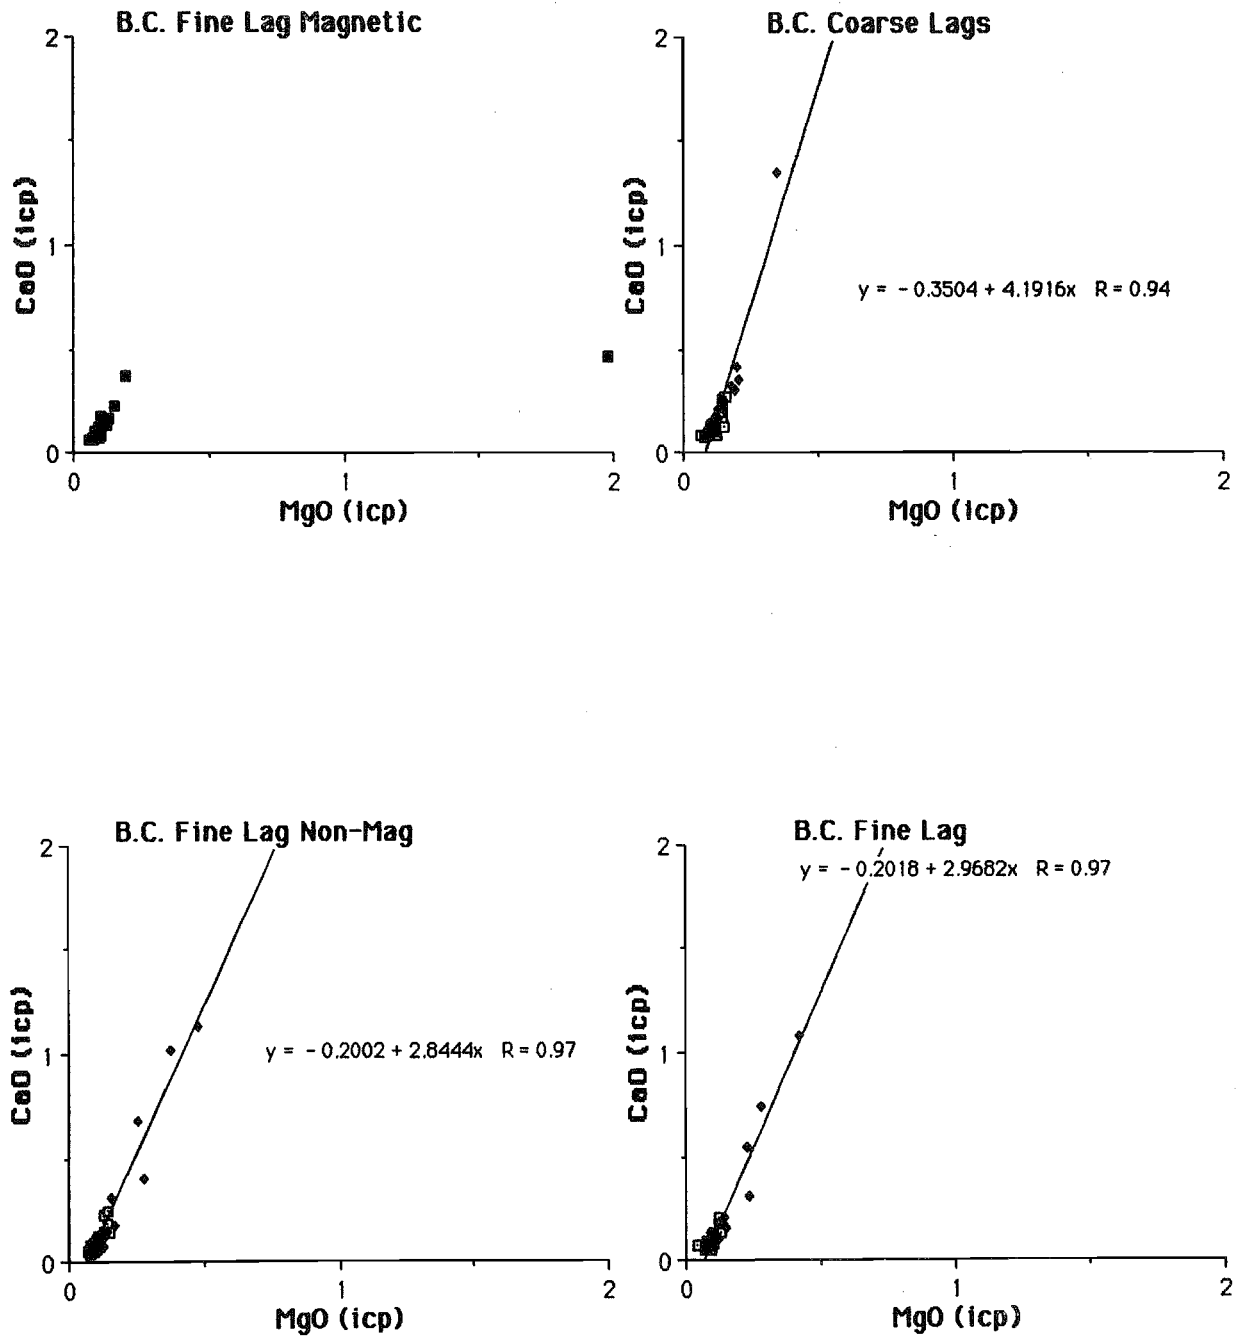 B.C. Fine Lag Magnetic
2
CaO (icp)
1
0
0
1
2
MgO (icp)
B.C. Coarse Lags
2
CaO (icp)
1
y = -0.3504 + 4.1916x R = 0.94
0
0
1
2
MgO (icp)
B.C. Fine Lag Non-Mag
2
CaO (icp)
1
y = -0.2002 + 2.8444x R = 0.97
0
0
1
2
MgO (icp)
B.C. Fine Lag
2
y = -0.2018 + 2.9682x R = 0.97
CaO (icp)
1
0
0
1
2
MgO (icp)